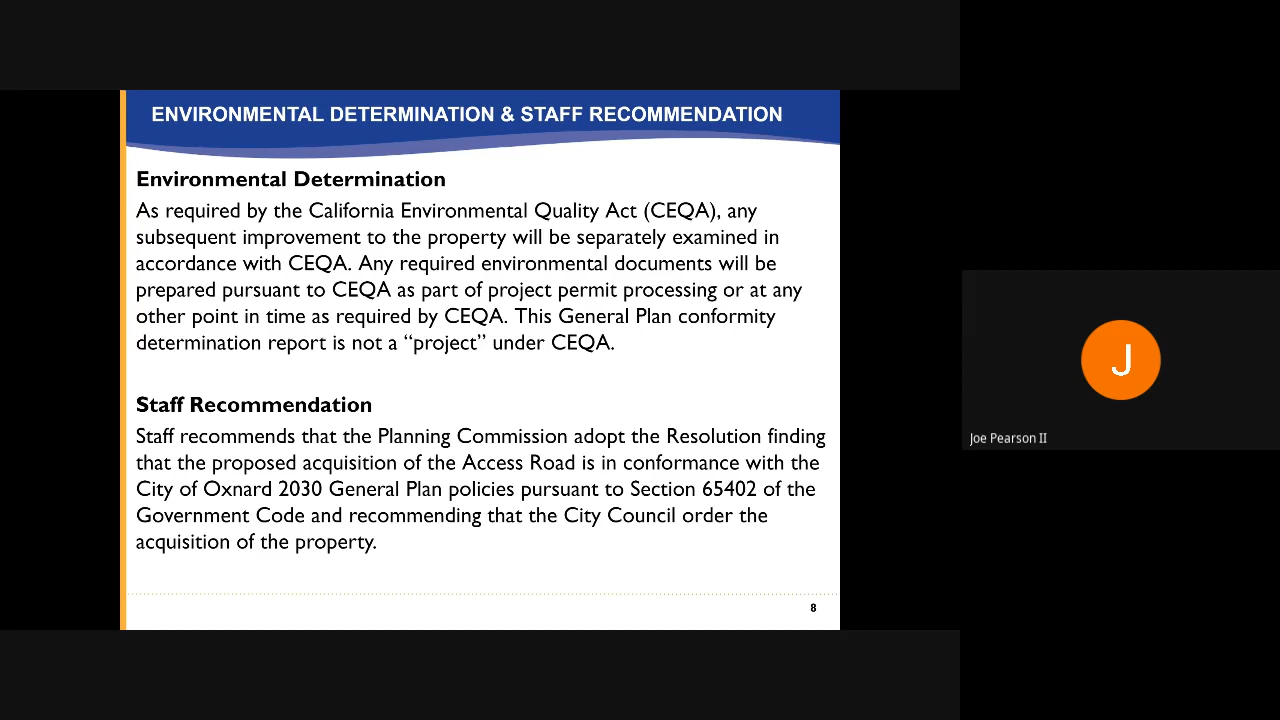 ENVIRONMENTAL DETERMINATION & STAFF RECOMMENDATION
Environmental Determination
As required by the California Environmental Quality Act (CEQA), any
subsequent improvement to the property will be separately examined in
accordance with CEQA. Any required environmental documents will be
prepared pursuant to CEQA as part of project permit processing or at any
other point in time as required by CEQA. This General Plan conformity
determination report is not a “project” under CEQA.
Staff Recommendation
Staff recommends that the Planning Commission adopt the Resolution finding
that the proposed acquisition of the Access Road is in conformance with the
City of Oxnard 2030 General Plan policies pursuant to Section 65402 of the
Government Code and recommending that the City Council order the
acquisition of the property.
8
J
Joe Pearson II